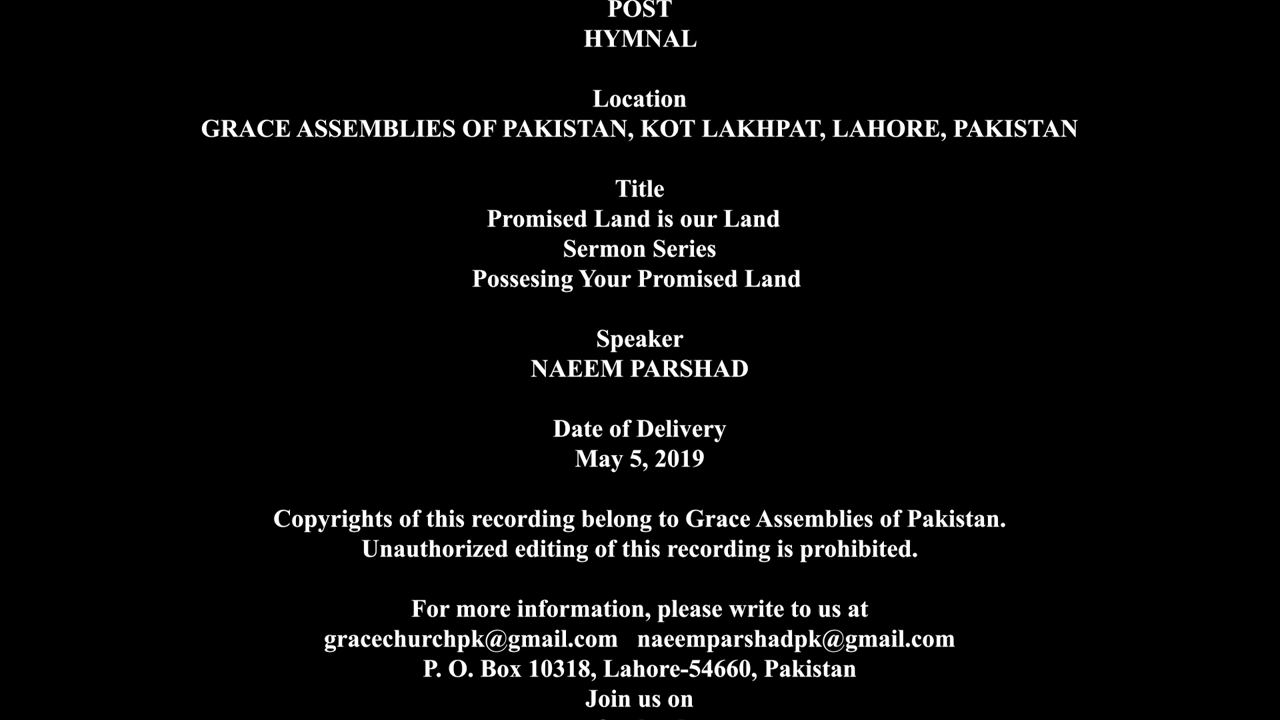 POST
HYMNAL
Location
GRACE ASSEMBLIES OF PAKISTAN, KOT LAKHPAT, LAHORE, PAKISTAN
Title
Promised Land is our Land
Sermon Series
Possesing Your Promised Land
Speaker
NAEEM PARSHAD
Date of Delivery
May 5, 2019
Copyrights of this recording belong to Grace Assemblies of Pakistan.
Unauthorized editing of this recording is prohibited.
For more information, please write to us at
gracechurchpk@gmail.com naeemparshadpk@gmail.com
P. O. Box 10318, Lahore-54660, Pakistan
Join us on